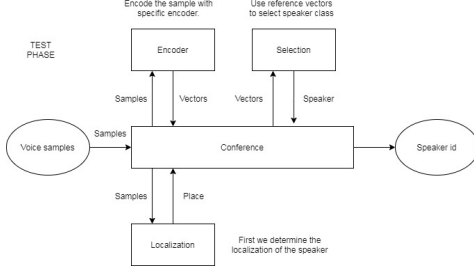 Encode the sample with
specific encoder.
Use reference vectors
to select speaker class
TEST
PHASE
Encoder
Selection
Samples
Vectors
Vectors
Speaker
Voice samples
Samples
Conference
Speaker id
Samples
Place
Localization
First we determine the
localization of the speaker